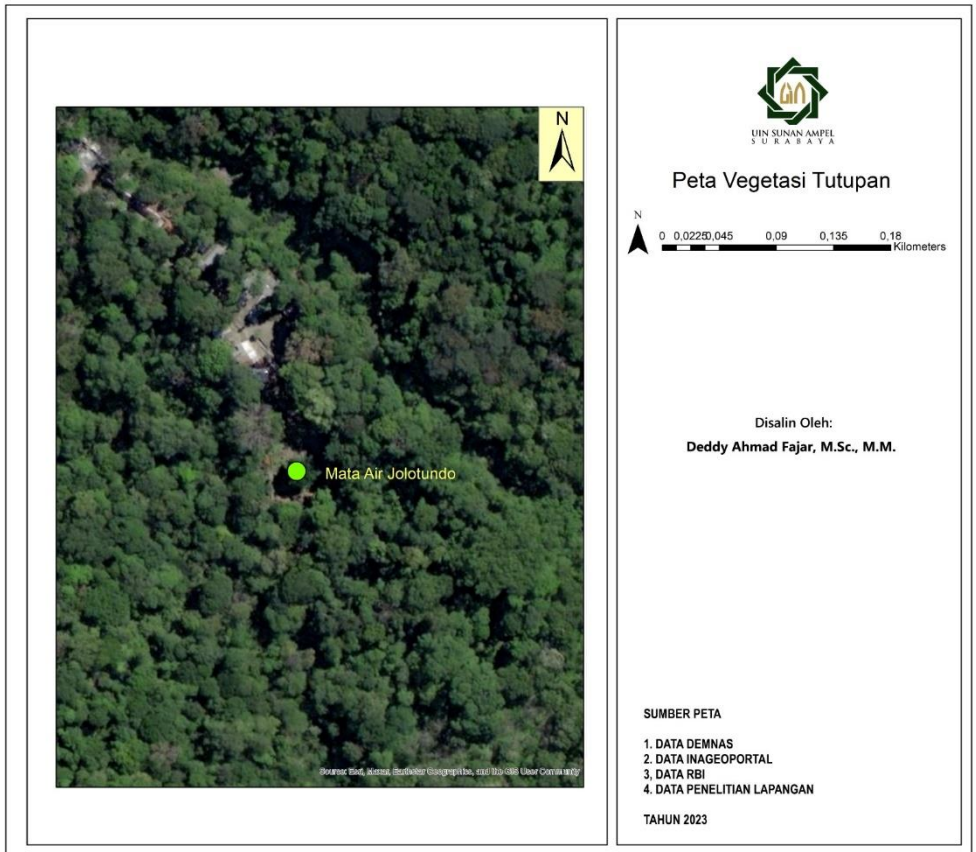 N
Mata Air Jolotundo
Source: Esri, Maxar, Earthstar Geographics, and the GIS User Community
UIN SUNAN AMPEL
SURABAYA
Peta Vegetasi Tutupan
N
0 0,0225 0,045 0,09 0,135 0,18
Kilometers
Disalin Oleh:
Deddy Ahmad Fajar, M.Sc., M.M.
SUMBER PETA
1. DATA DEMNAS
2. DATA INAGEOPORTAL
3, DATA RBI
4. DATA PENELITIAN LAPANGAN
TAHUN 2023